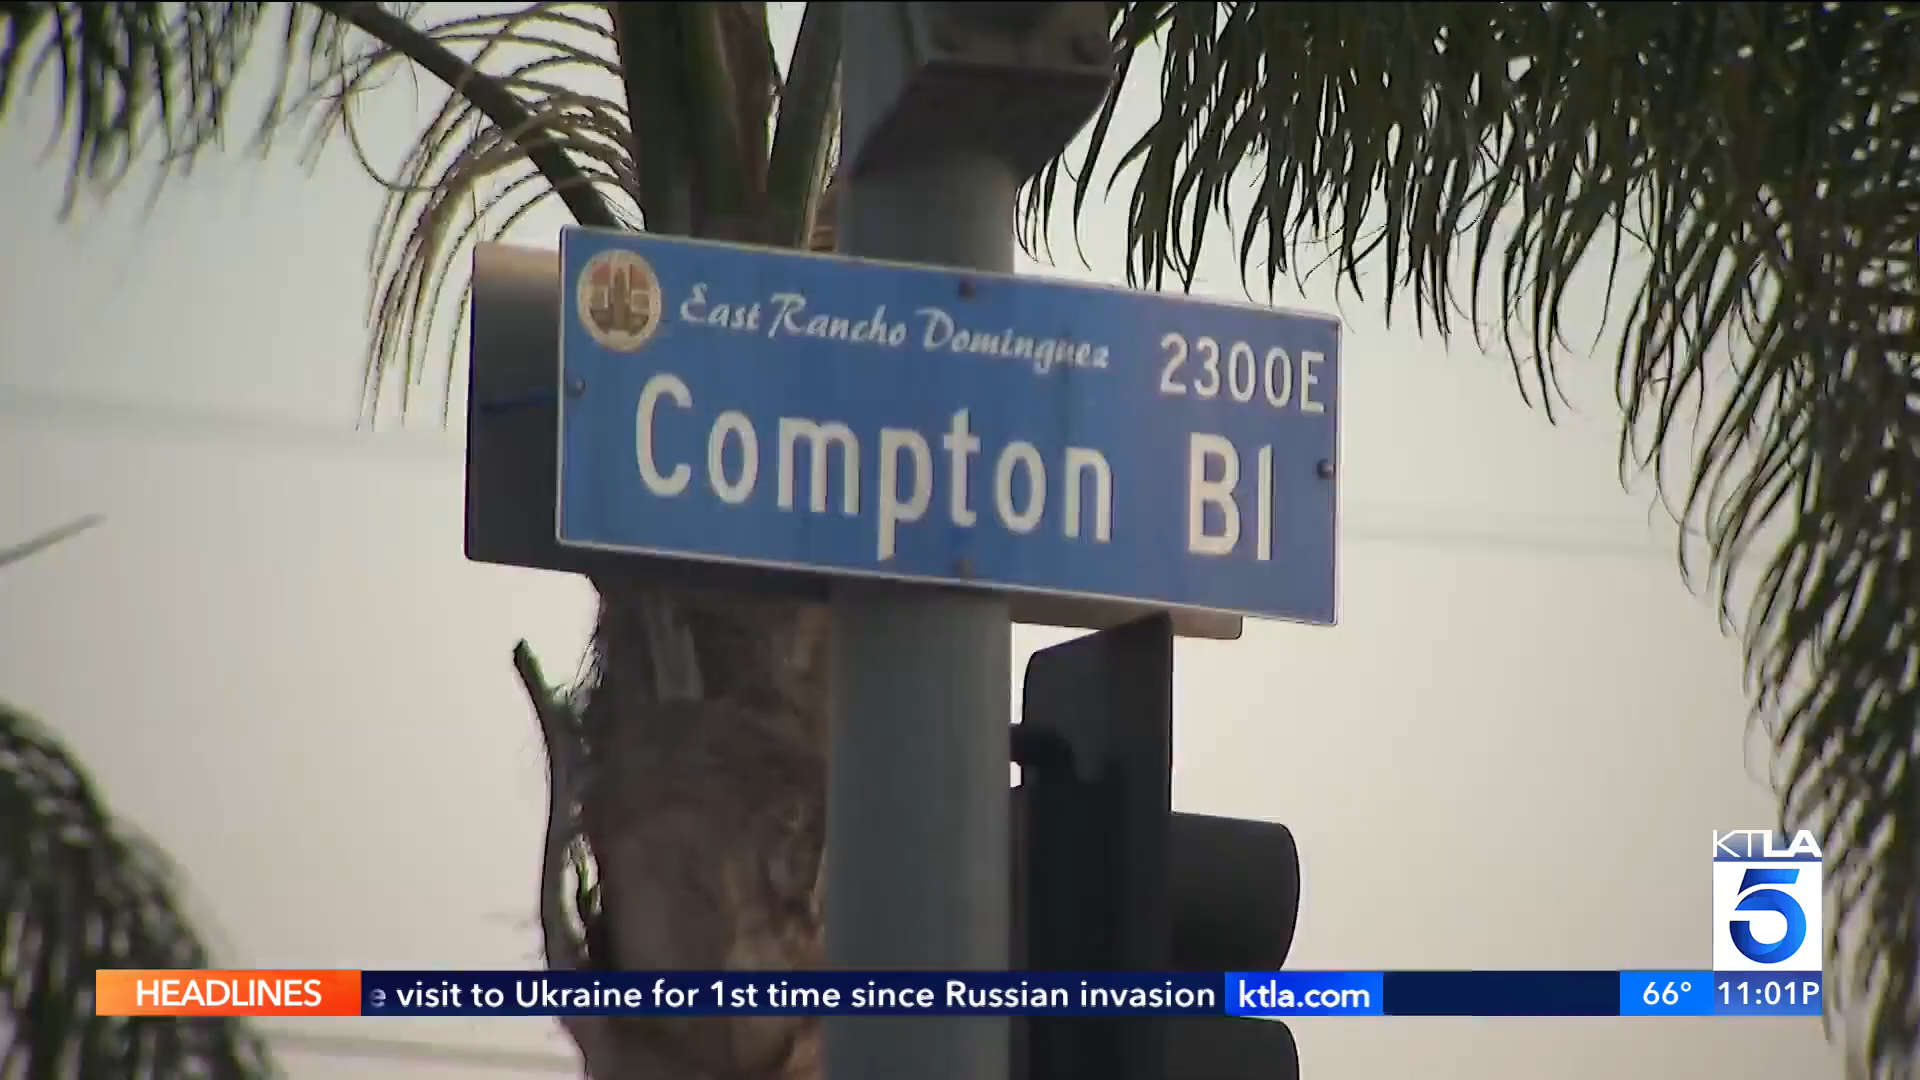 East Rancho Dominguez
2300E
Compton Bl
KTLA
5
HEADLINES
visit to Ukraine for 1st time since Russian invasion
ktla.com
66°
11:01P